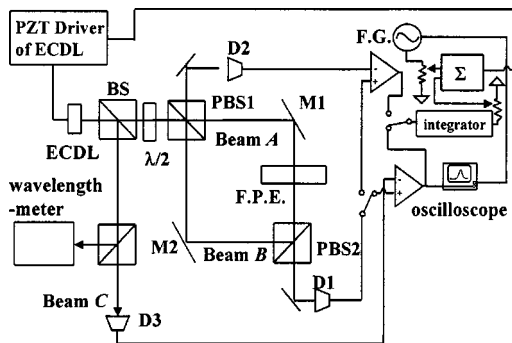 PZT Driver
of ECDL
D2
F.G.
Σ
BS
PBS1
M1
ECDL
λ/2
Beam A
integrator
wavelength
-meter
F.P.E.
oscilloscope
M2
Beam B
PBS2
D1
Beam C
D3
-
+
-
+